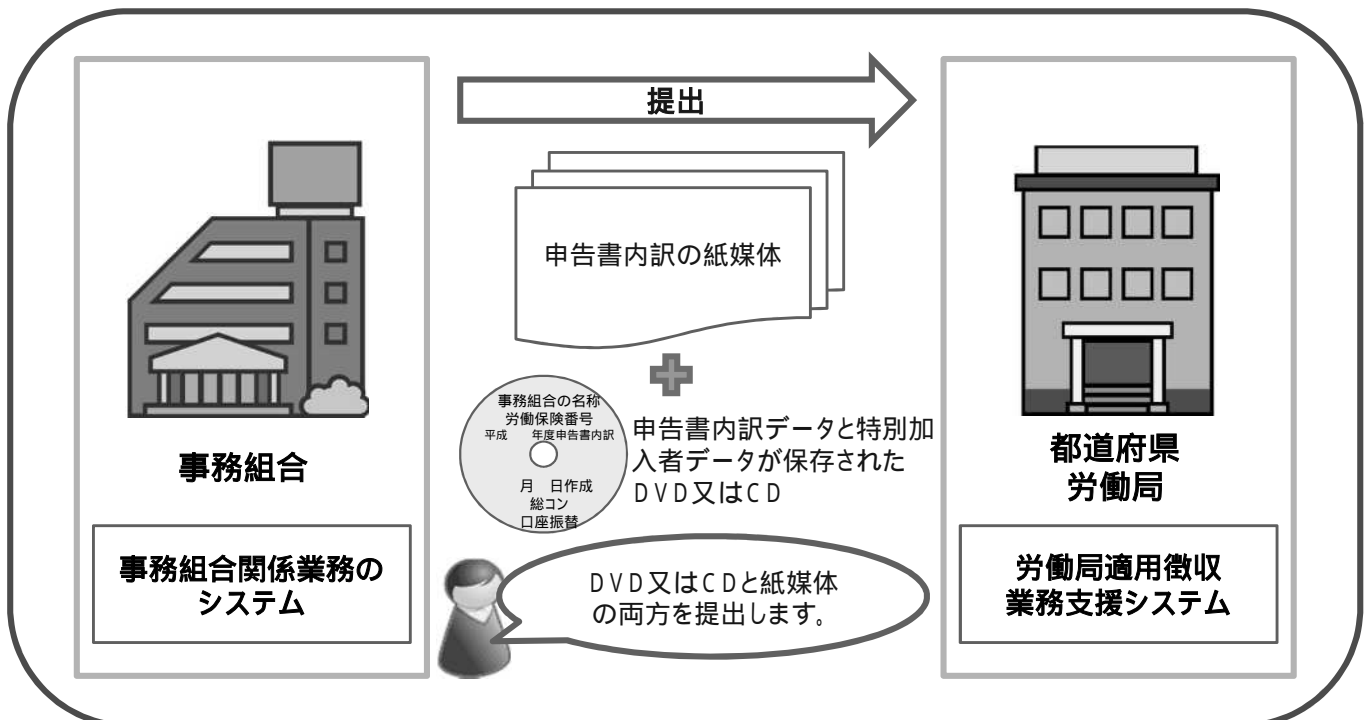 提出
申告書内訳の紙媒体
事務組合の名称
労働保険番号
平成　　年度申告書内訳
月　日作成
総コン
口座振替
申告書内訳データと特別加
入者データが保存された
DVD又はCD
DVD又はCDと紙媒体
の両方を提出します。
事務組合
事務組合関係業務の
システム
都道府県
労働局
労働局適用徴収
業務支援システム